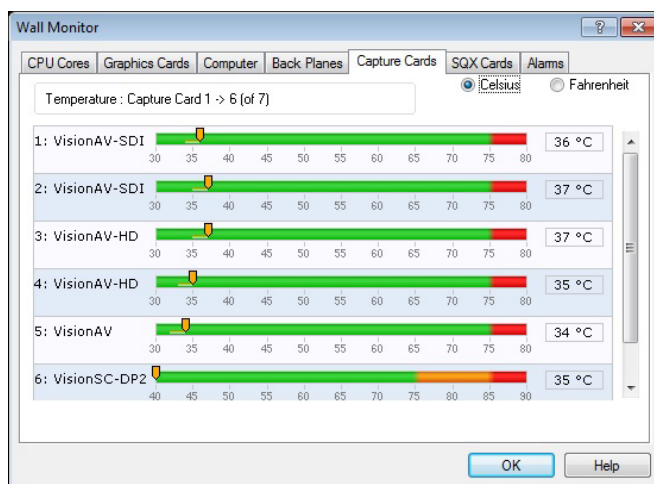 Wall Monitor
CPU Cores Graphics Cards Computer Back Planes Capture Cards SQX Cards Alarms
Temperature : Capture Card 1 -> 6 (of 7) Celsius Fahrenheit
1: VisionAV-SDI 36 °C
30 35 40 45 50 55 60 65 70 75 80
2: VisionAV-SDI 37 °C
30 35 40 45 50 55 60 65 70 75 80
3: VisionAV-HD 37 °C
30 35 40 45 50 55 60 65 70 75 80
4: VisionAV-HD 35 °C
30 35 40 45 50 55 60 65 70 75 80
5: VisionAV 34 °C
30 35 40 45 50 55 60 65 70 75 80
6: VisionSC-DP2 35 °C
40 45 50 55 60 65 70 75 80 85 90
OK Help